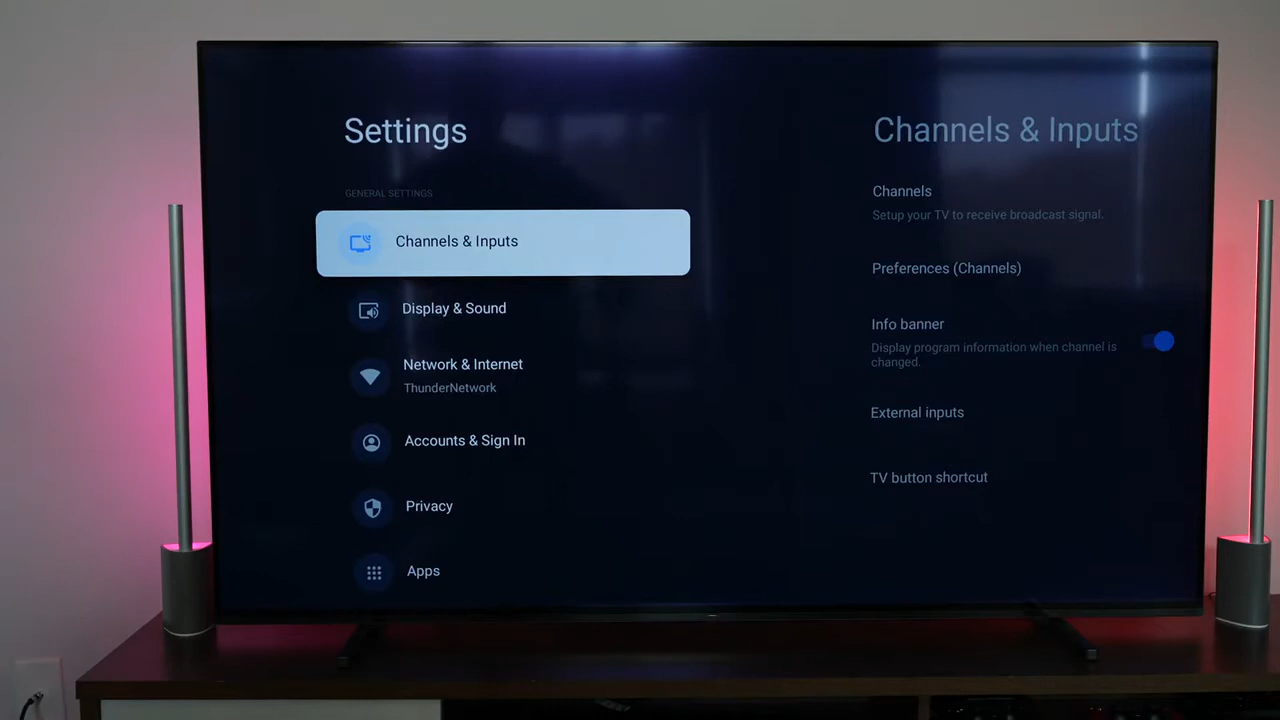 Settings
GENERAL SETTINGS
Channels & Inputs
Display & Sound
Network & Internet
ThunderNetwork
Accounts & Sign In
Privacy
Apps
Channels & Inputs
Channels
Setup your TV to receive broadcast signal.
Preferences (Channels)
Info banner
Display program information when channel is
changed.
External inputs
TV button shortcut